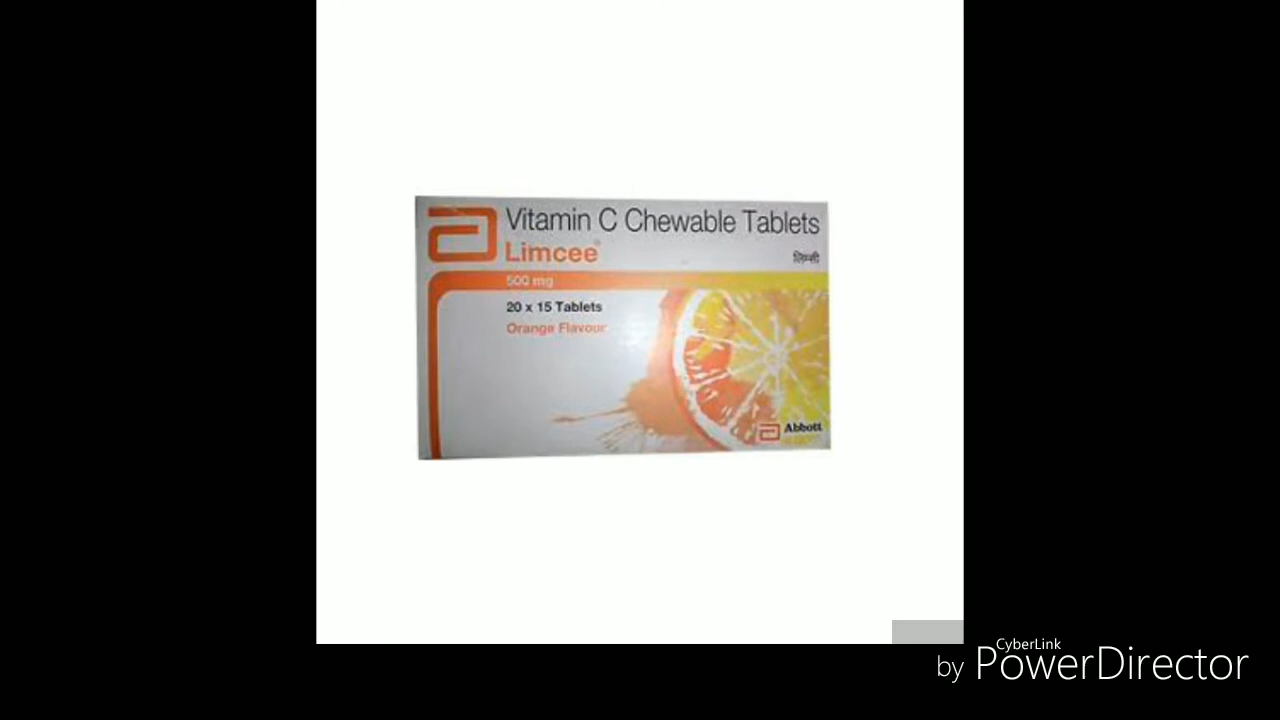 Vitamin C Chewable Tablets
Limcee®
लिम्सी
500 mg
20 x 15 Tablets
Orange Flavour
Abbott
CyberLink
by PowerDirector